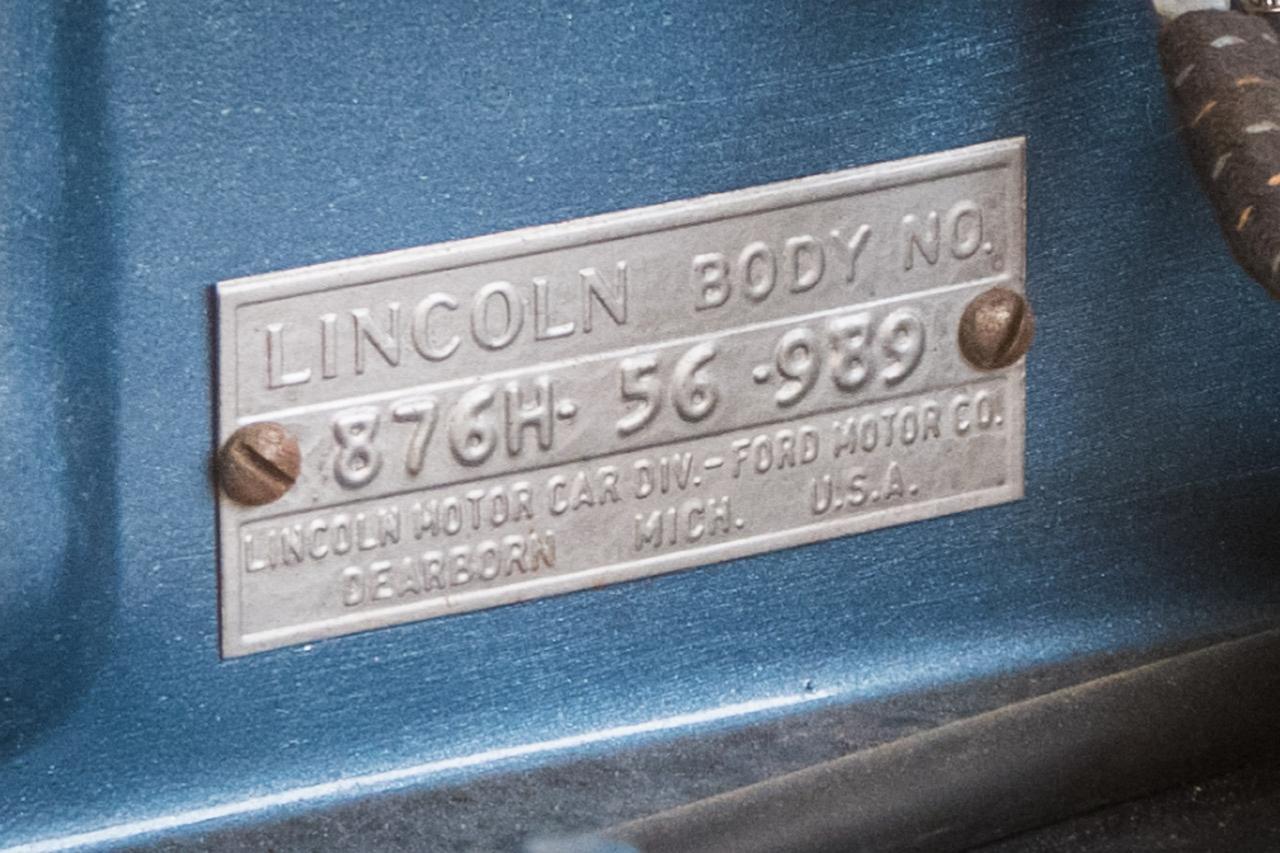 LINCOLN BODY NO.
876H· 56 ·989
LINCOLN MOTOR CAR DIV.-FORD MOTOR CO.
DEARBORN MICH. U.S.A.